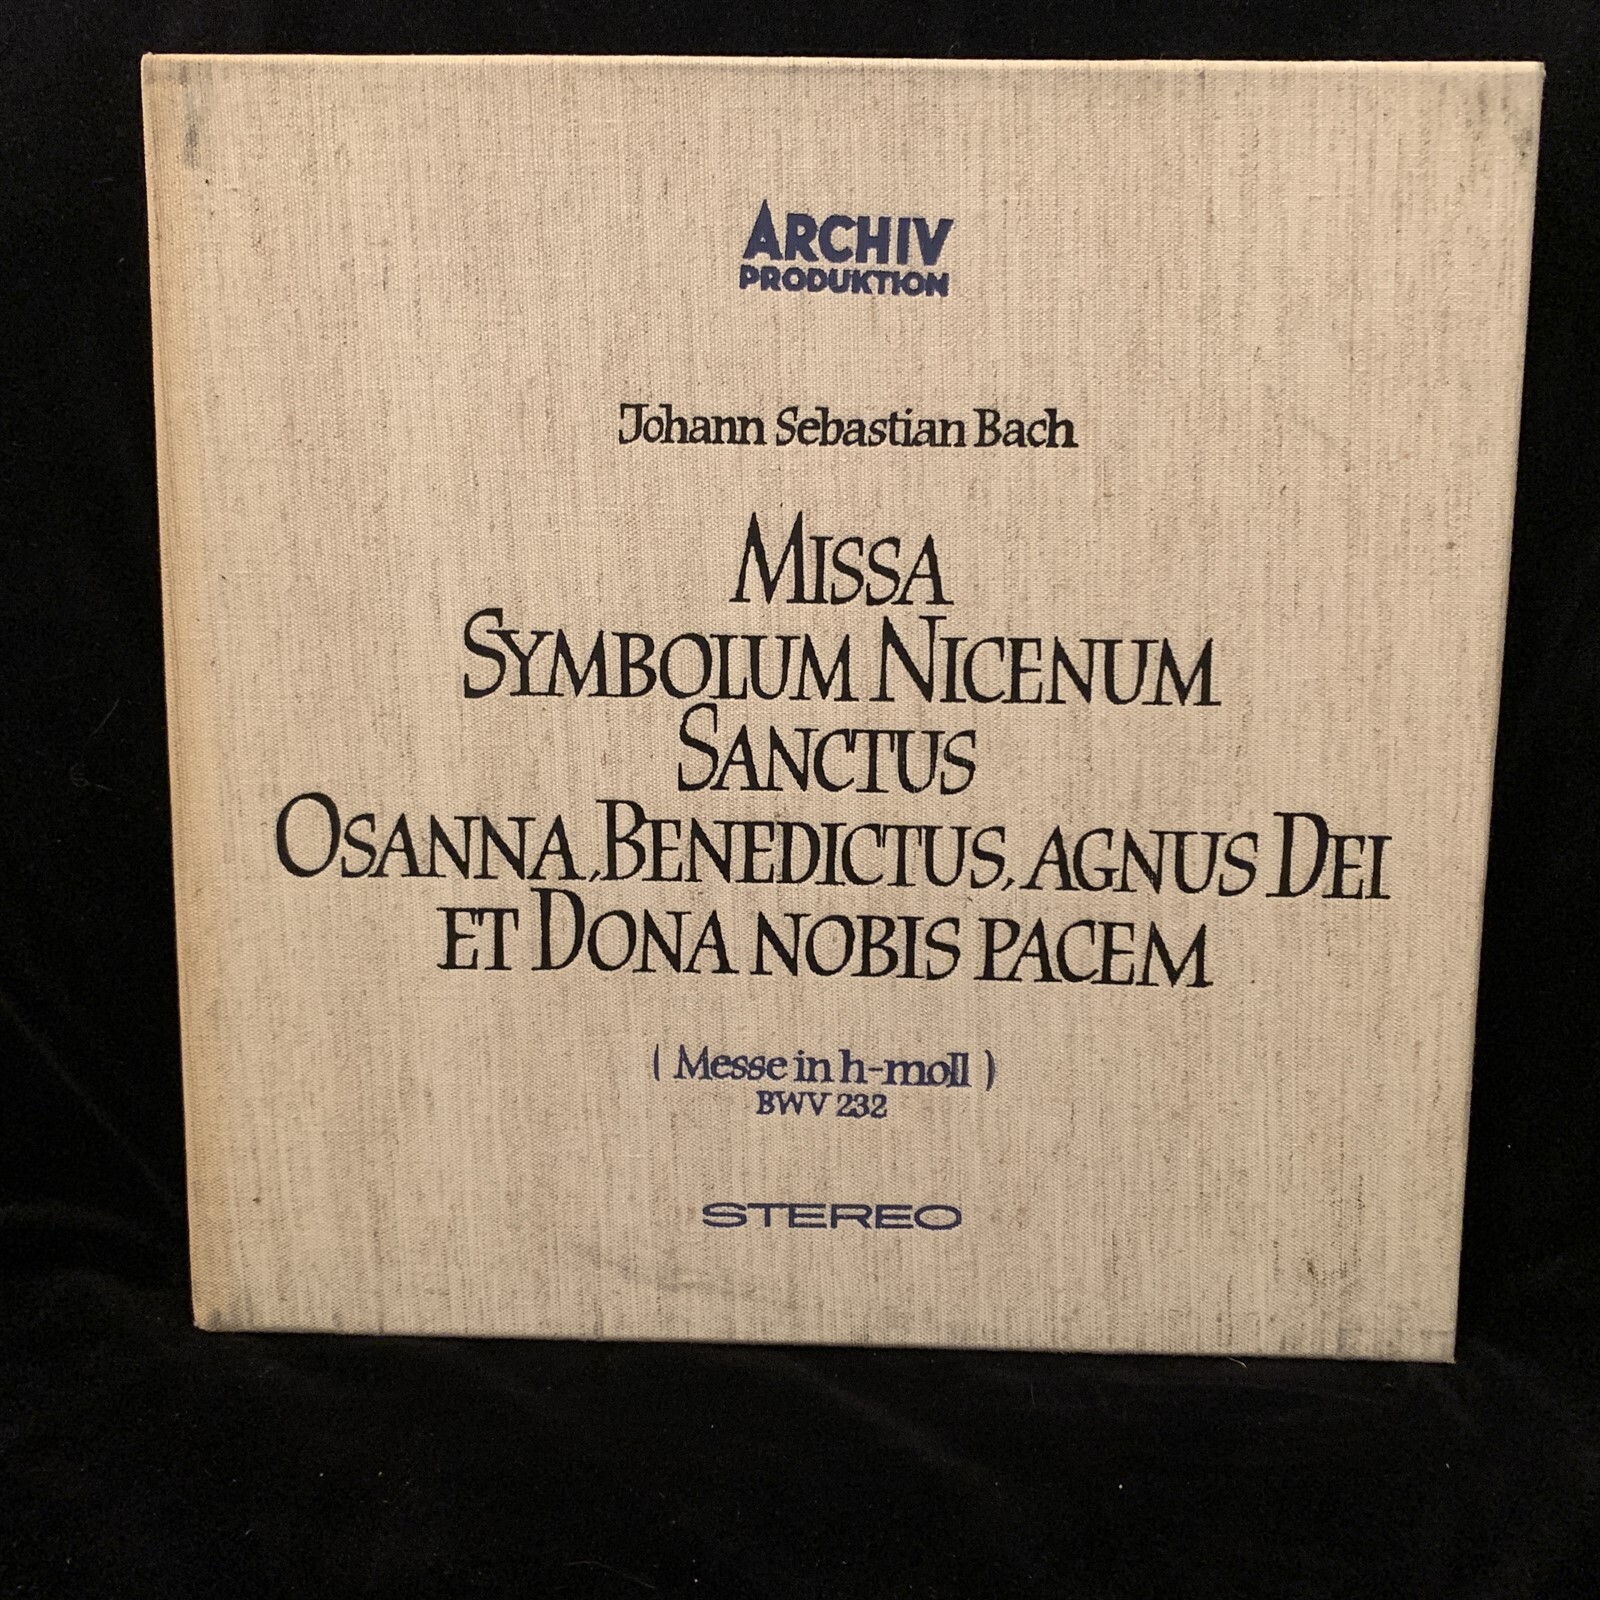 ARCHIV
PRODUKTION
Johann Sebastian Bach
MISSA
SYMBOLUM NICENUM
SANCTUS
OSANNA, BENEDICTUS, AGNUS DEI
ET DONA NOBIS PACEM
( Messe in h-moll )
BWV 232
STEREO